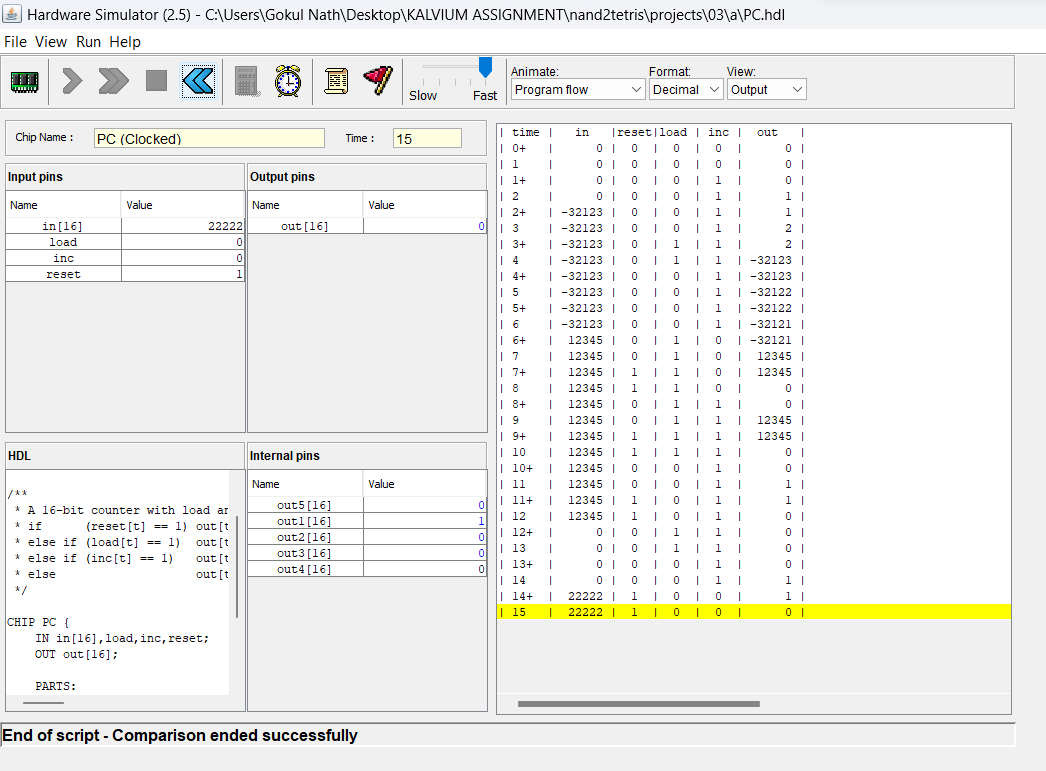 Hardware Simulator (2.5) - C:\Users\Gokul Nath\Desktop\KALVIUM ASSIGNMENT\nand2tetris\projects\03\a\PC.hdl
File View Run Help
Slow Fast
Animate: Format: View:
Program flow Decimal Output
Chip Name : PC (Clocked) Time : 15
Input pins
Name Value
in[16] 22222
load 0
inc 0
reset 1
Output pins
Name Value
out[16] 0
HDL
/**
* A 16-bit counter with load an
* if (reset[t] == 1) out[t
* else if (load[t] == 1) out[t
* else if (inc[t] == 1) out[t
* else out[t
*/
CHIP PC {
IN in[16],load,inc,reset;
OUT out[16];
PARTS:
Internal pins
Name Value
out5[16] 0
out1[16] 1
out2[16] 0
out3[16] 0
out4[16] 0
| time | in |reset|load | inc | out |
| 0+ | 0 | 0 | 0 | 0 | 0 |
| 1 | 0 | 0 | 0 | 0 | 0 |
| 1+ | 0 | 0 | 0 | 1 | 0 |
| 2 | 0 | 0 | 0 | 1 | 1 |
| 2+ | -32123 | 0 | 0 | 1 | 1 |
| 3 | -32123 | 0 | 0 | 1 | 2 |
| 3+ | -32123 | 0 | 1 | 1 | 2 |
| 4 | -32123 | 0 | 1 | 1 | -32123 |
| 4+ | -32123 | 0 | 0 | 1 | -32123 |
| 5 | -32123 | 0 | 0 | 1 | -32122 |
| 5+ | -32123 | 0 | 0 | 1 | -32122 |
| 6 | -32123 | 0 | 0 | 1 | -32121 |
| 6+ | 12345 | 0 | 1 | 0 | -32121 |
| 7 | 12345 | 0 | 1 | 0 | 12345 |
| 7+ | 12345 | 1 | 1 | 0 | 12345 |
| 8 | 12345 | 1 | 1 | 0 | 0 |
| 8+ | 12345 | 0 | 1 | 1 | 0 |
| 9 | 12345 | 0 | 1 | 1 | 12345 |
| 9+ | 12345 | 1 | 1 | 1 | 12345 |
| 10 | 12345 | 1 | 1 | 1 | 0 |
| 10+ | 12345 | 0 | 0 | 1 | 0 |
| 11 | 12345 | 0 | 0 | 1 | 1 |
| 11+ | 12345 | 1 | 0 | 1 | 1 |
| 12 | 12345 | 1 | 0 | 1 | 0 |
| 12+ | 0 | 0 | 1 | 1 | 0 |
| 13 | 0 | 0 | 1 | 1 | 0 |
| 13+ | 0 | 0 | 0 | 1 | 0 |
| 14 | 0 | 0 | 0 | 1 | 1 |
| 14+ | 22222 | 1 | 0 | 0 | 1 |
| 15 | 22222 | 1 | 0 | 0 | 0 |
End of script - Comparison ended successfully